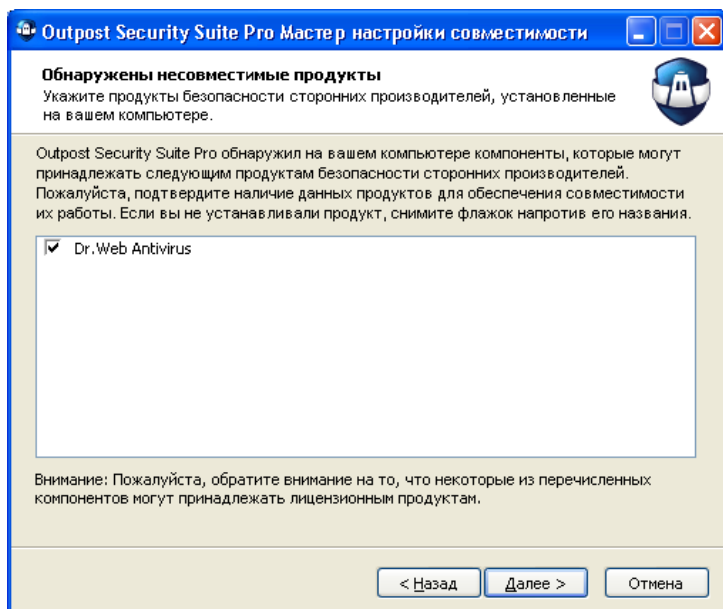 Outpost Security Suite Pro Мастер настройки совместимости
Обнаружены несовместимые продукты
Укажите продукты безопасности сторонних производителей, установленные
на вашем компьютере.
Outpost Security Suite Pro обнаружил на вашем компьютере компоненты, которые могут
принадлежать следующим продуктам безопасности сторонних производителей.
Пожалуйста, подтвердите наличие данных продуктов для обеспечения совместимости
их работы. Если вы не устанавливали продукт, снимите флажок напротив его названия.
Dr.Web Antivirus
Внимание: Пожалуйста, обратите внимание на то, что некоторые из перечисленных
компонентов могут принадлежать лицензионным продуктам.
< Назад Далее > Отмена